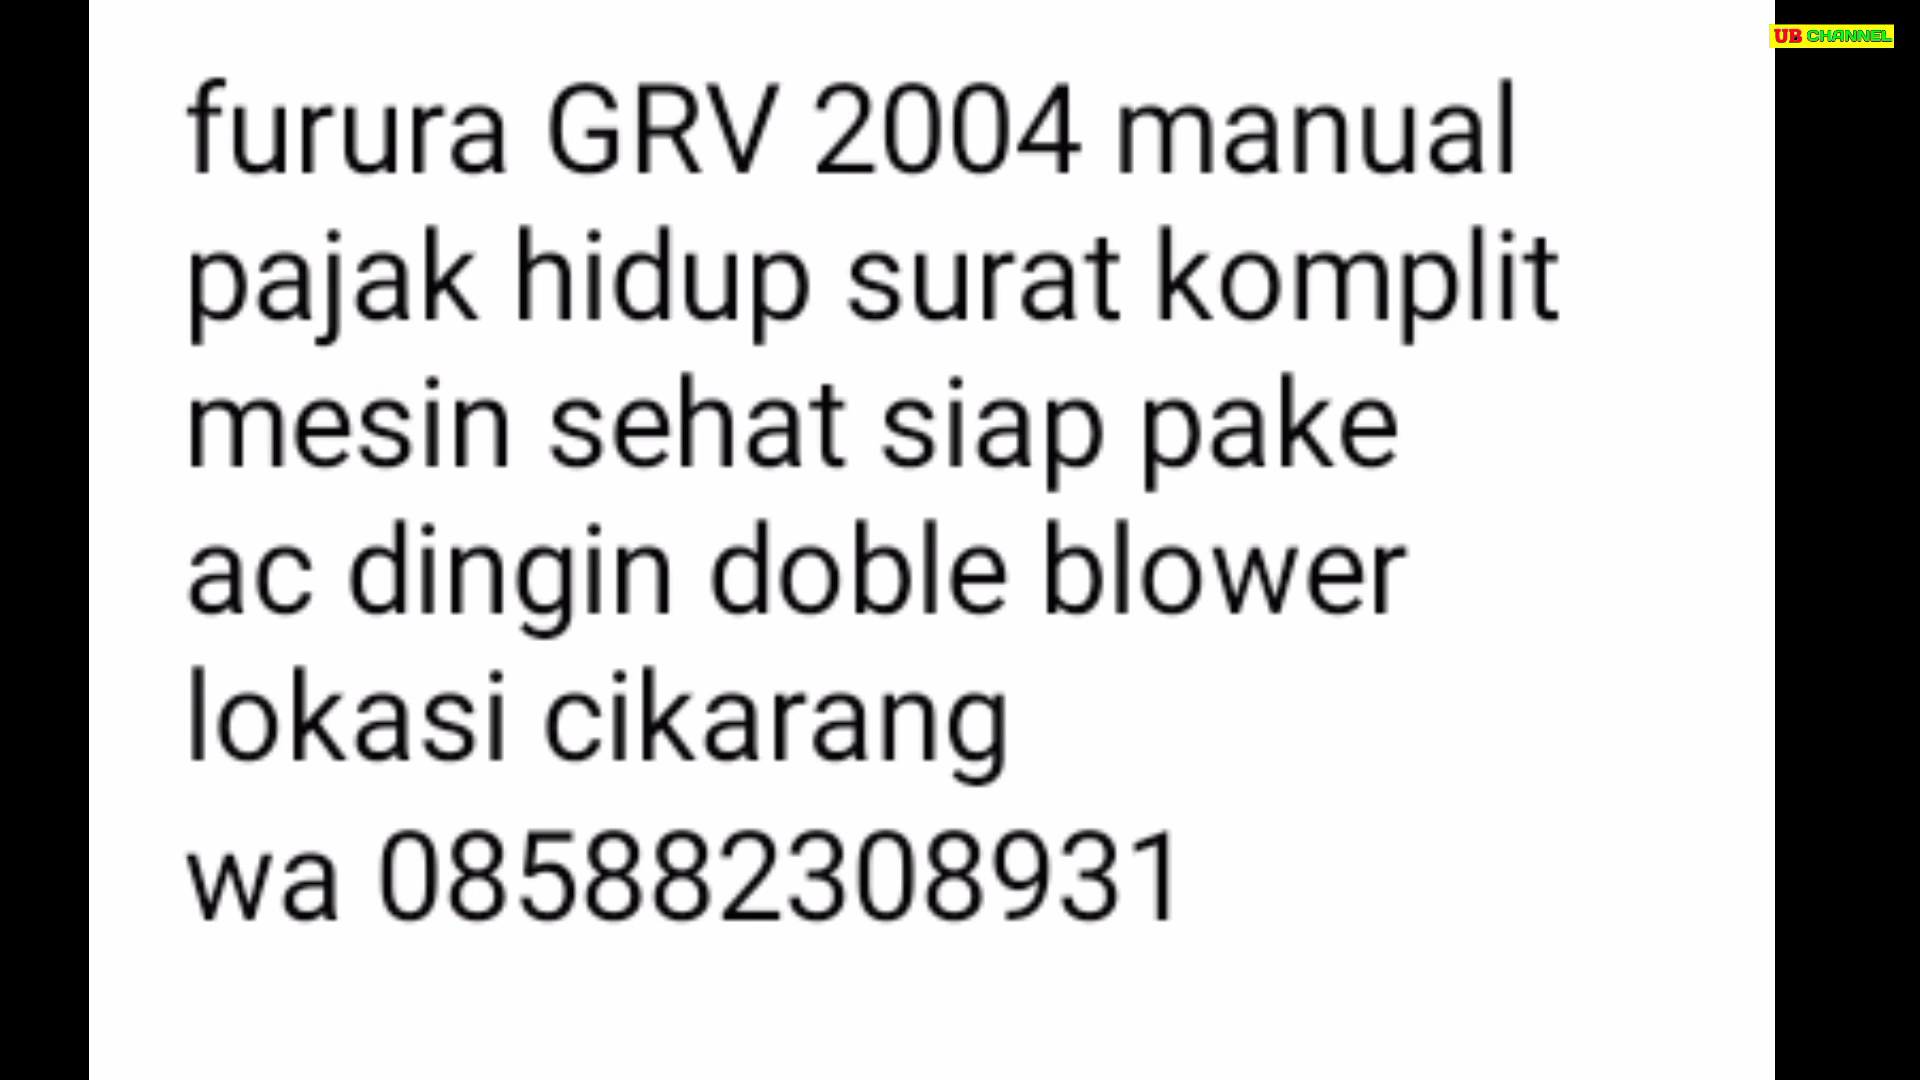 furura GRV 2004 manual
pajak hidup surat komplit
mesin sehat siap pake
ac dingin doble blower
lokasi cikarang
wa 085882308931
UB CHANNEL